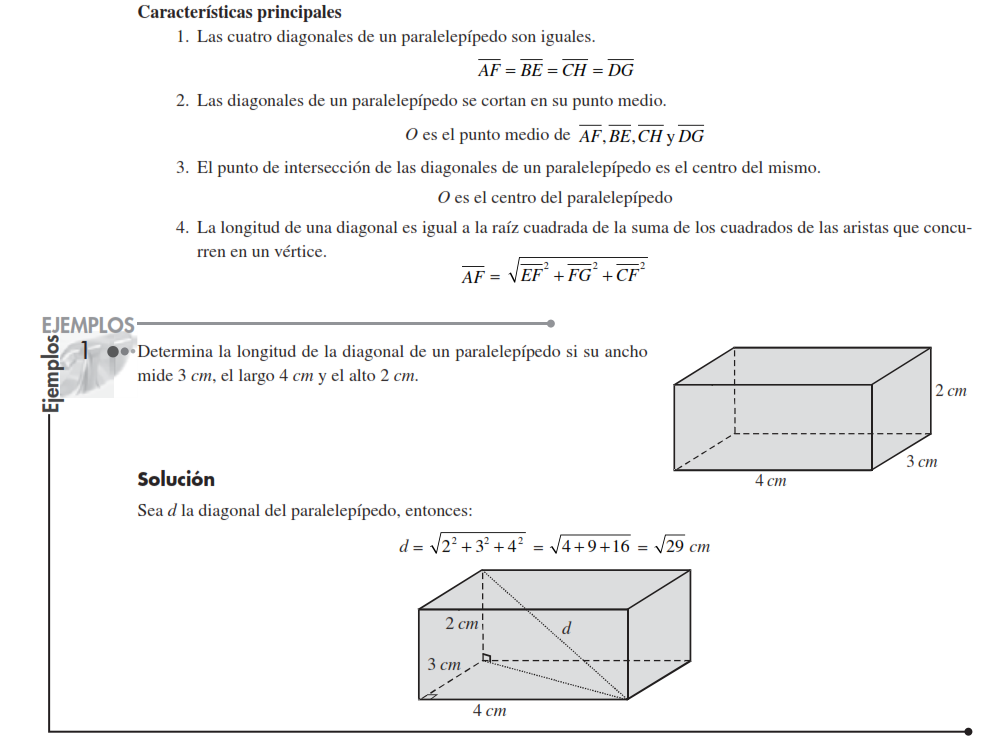 Características principales
1. Las cuatro diagonales de un paralelepípedo son iguales.
$\overline{AF} = \overline{BE} = \overline{CH} = \overline{DG}$
2. Las diagonales de un paralelepípedo se cortan en su punto medio.
O es el punto medio de $\overline{AF}, \overline{BE}, \overline{CH}$ y $\overline{DG}$
3. El punto de intersección de las diagonales de un paralelepípedo es el centro del mismo.
O es el centro del paralelepípedo
4. La longitud de una diagonal es igual a la raíz cuadrada de la suma de los cuadrados de las aristas que concu-
rren en un vértice.
$\overline{AF} = \sqrt{\overline{EF}^2 + \overline{FG}^2 + \overline{CF}^2}$
EJEMPLOS
Ejemplos
1
Determina la longitud de la diagonal de un paralelepípedo si su ancho
mide 3 cm, el largo 4 cm y el alto 2 cm.
2 cm
3 cm
4 cm
Solución
Sea d la diagonal del paralelepípedo, entonces:
$d = \sqrt{2^2 + 3^2 + 4^2} = \sqrt{4+9+16} = \sqrt{29}$ cm
2 cm
d
3 cm
4 cm